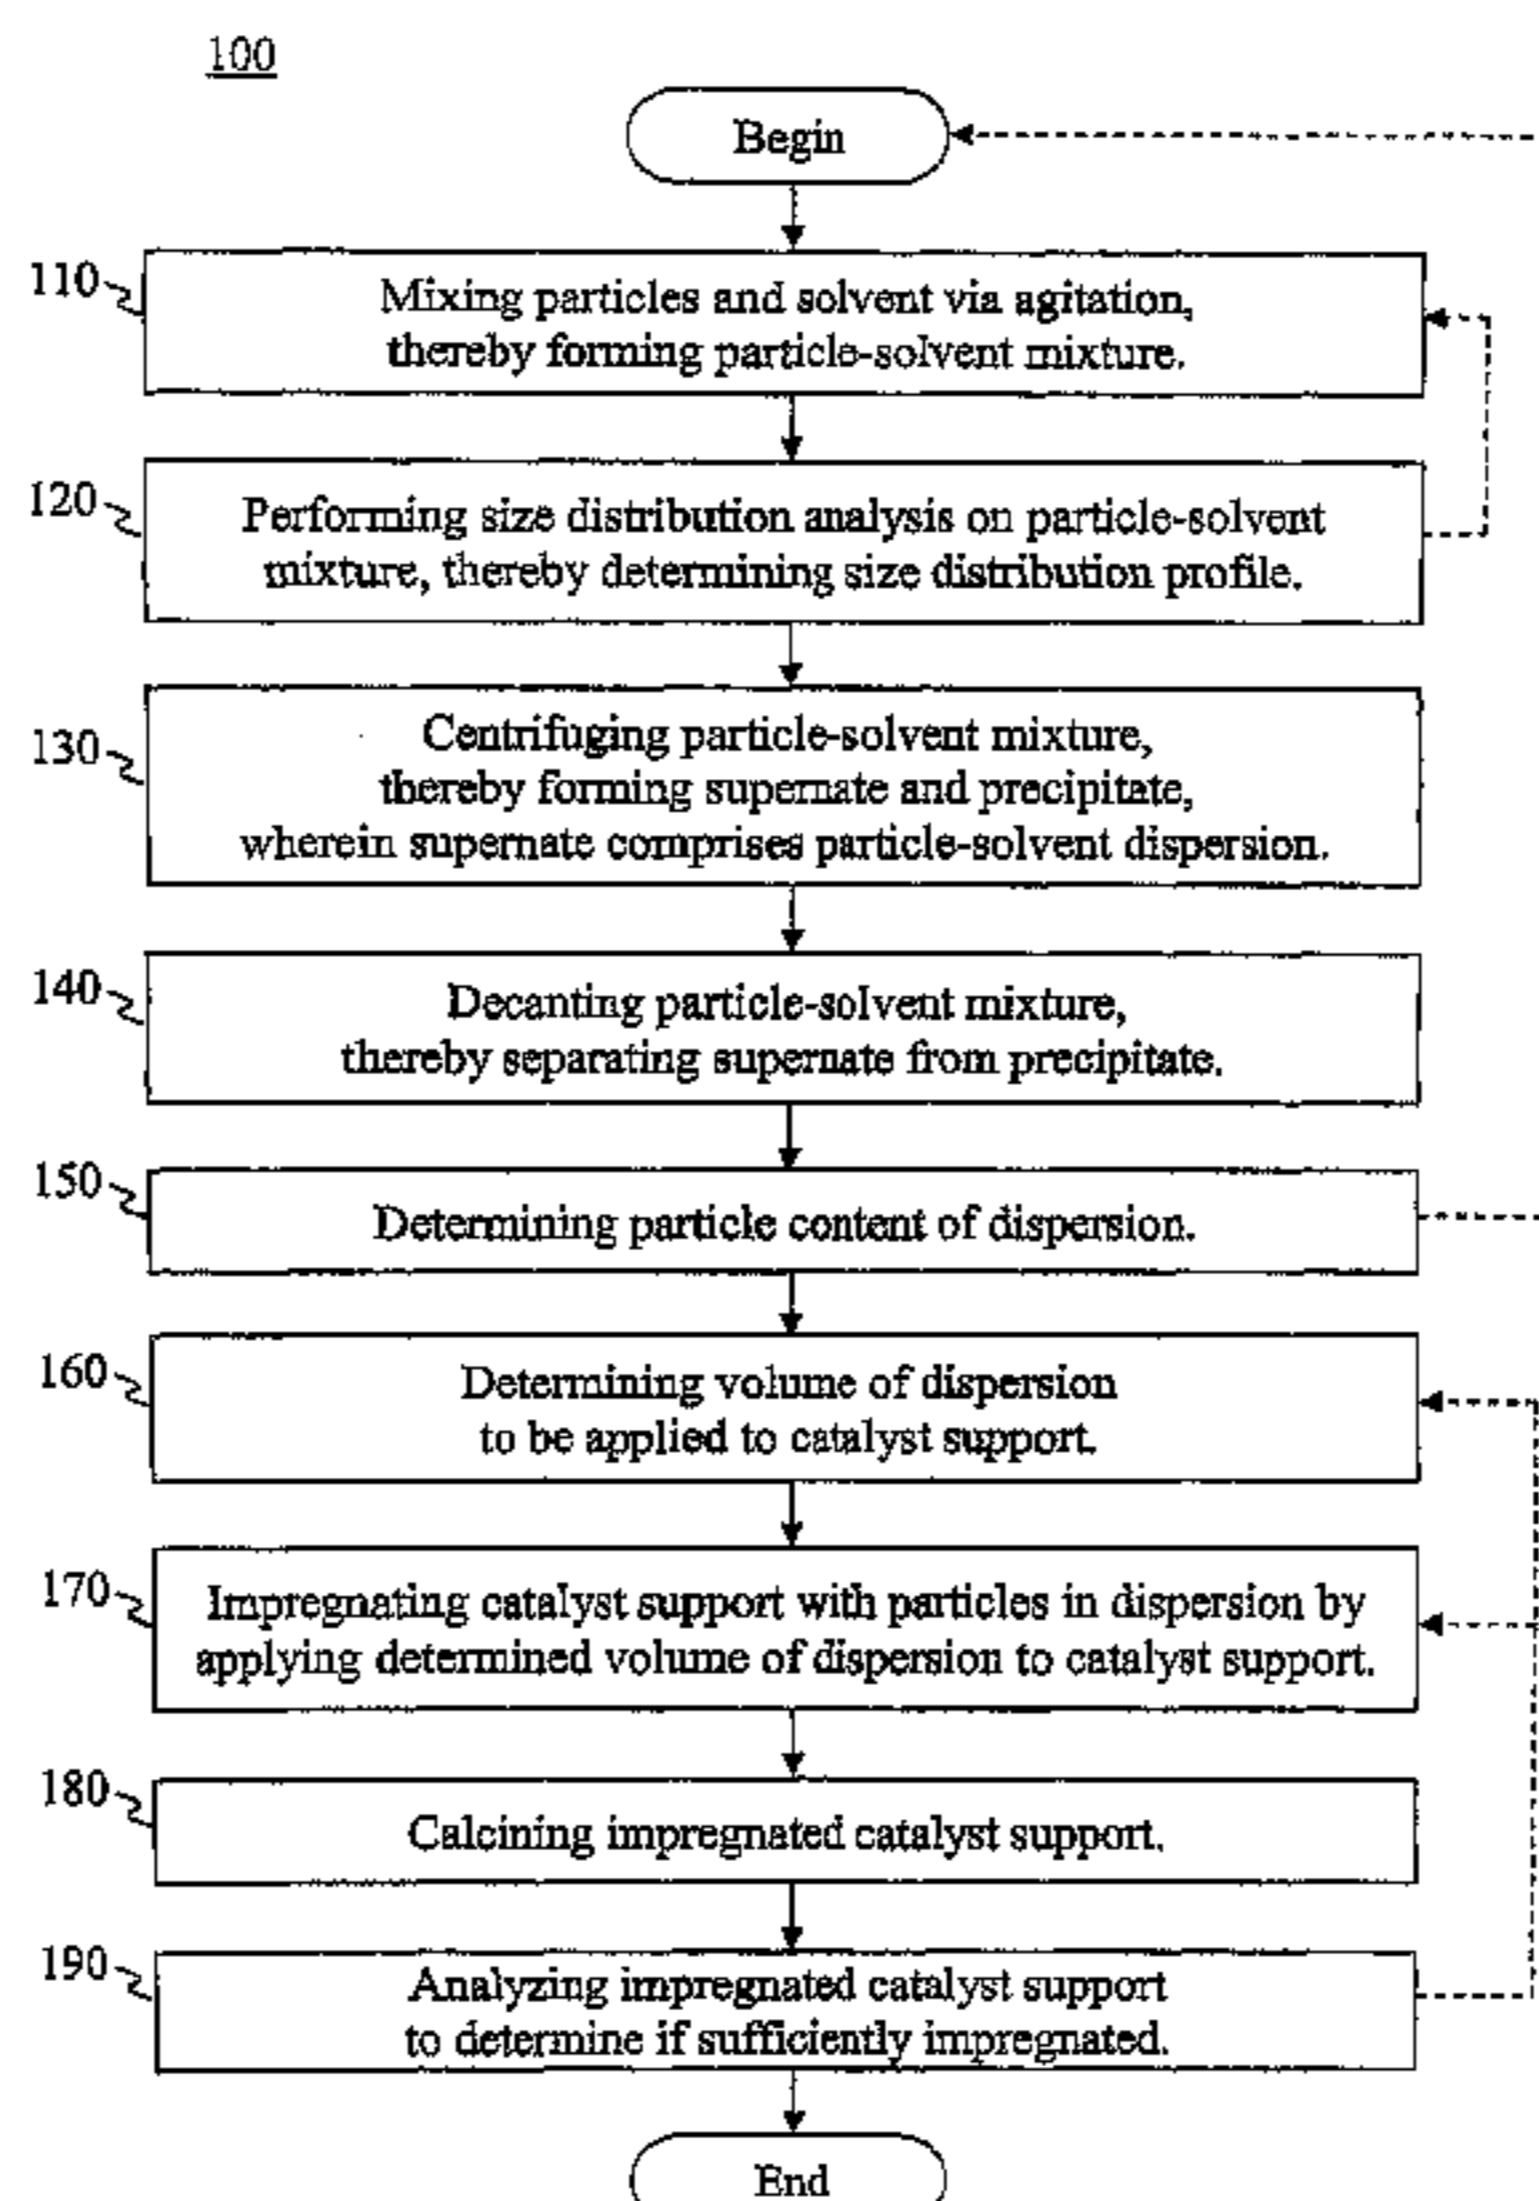 100
Begin
110
Mixing particles and solvent via agitation,
thereby forming particle-solvent mixture.
120
Performing size distribution analysis on particle-solvent
mixture, thereby determining size distribution profile.
130
Centrifuging particle-solvent mixture,
thereby forming supernate and precipitate,
wherein supernate comprises particle-solvent dispersion.
140
Decanting particle-solvent mixture,
thereby separating supernate from precipitate.
150
Determining particle content of dispersion.
160
Determining volume of dispersion
to be applied to catalyst support.
170
Impregnating catalyst support with particles in dispersion by
applying determined volume of dispersion to catalyst support.
180
Calcining impregnated catalyst support.
190
Analyzing impregnated catalyst support
to determine if sufficiently impregnated.
End